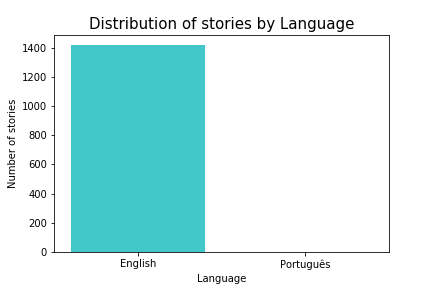 Distribution of stories by Language
1400
1200
1000
800
600
400
200
0
Number of stories
English Português
Language